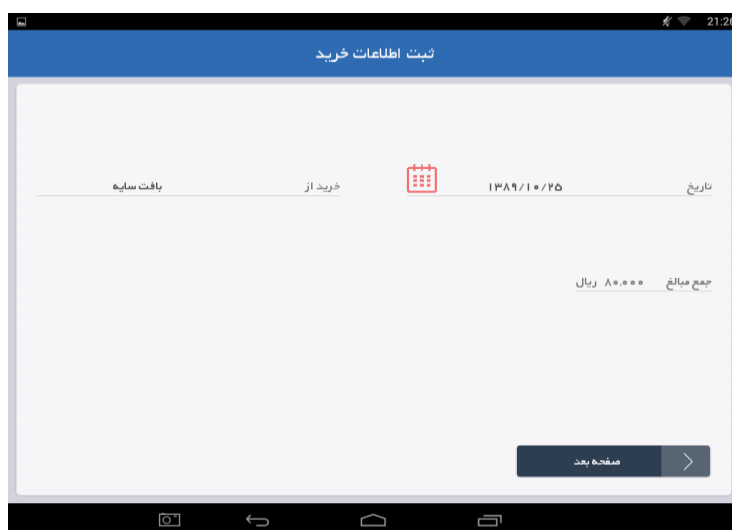 21:20
ثبت اطلاعات خرید
تاریخ ۱۳۸۹/۱۰/۲۵ خرید از بافت سایه
جمع مبالغ ۸۰,۰۰۰ ریال
صفحه بعد